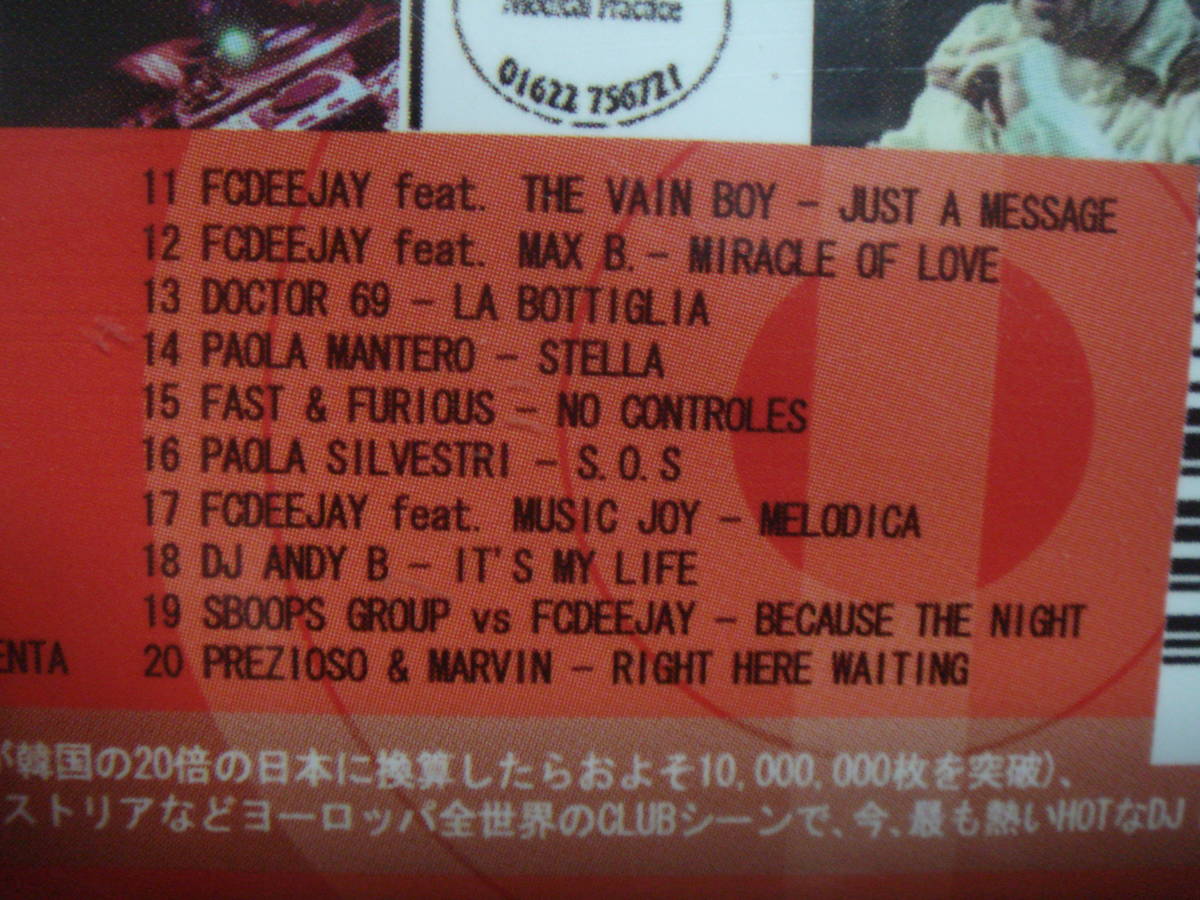 Medical Practice
01622 756721
11 FCDEEJAY feat. THE VAIN BOY - JUST A MESSAGE
12 FCDEEJAY feat. MAX B. - MIRACLE OF LOVE
13 DOCTOR 69 - LA BOTTIGLIA
14 PAOLA MANTERO - STELLA
15 FAST & FURIOUS - NO CONTROLES
16 PAOLA SILVESTRI - S.O.S
17 FCDEEJAY feat. MUSIC JOY - MELODICA
18 DJ ANDY B - IT'S MY LIFE
19 SBOOPS GROUP vs FCDEEJAY - BECAUSE THE NIGHT
ENTA 20 PREZIOSO & MARVIN - RIGHT HERE WAITING
が韓国の20倍の日本に換算したらおよそ10,000,000枚を突破)、
ストリアなどヨーロッパ全世界のCLUBシーンで、今、最も熱いHOTなDJ